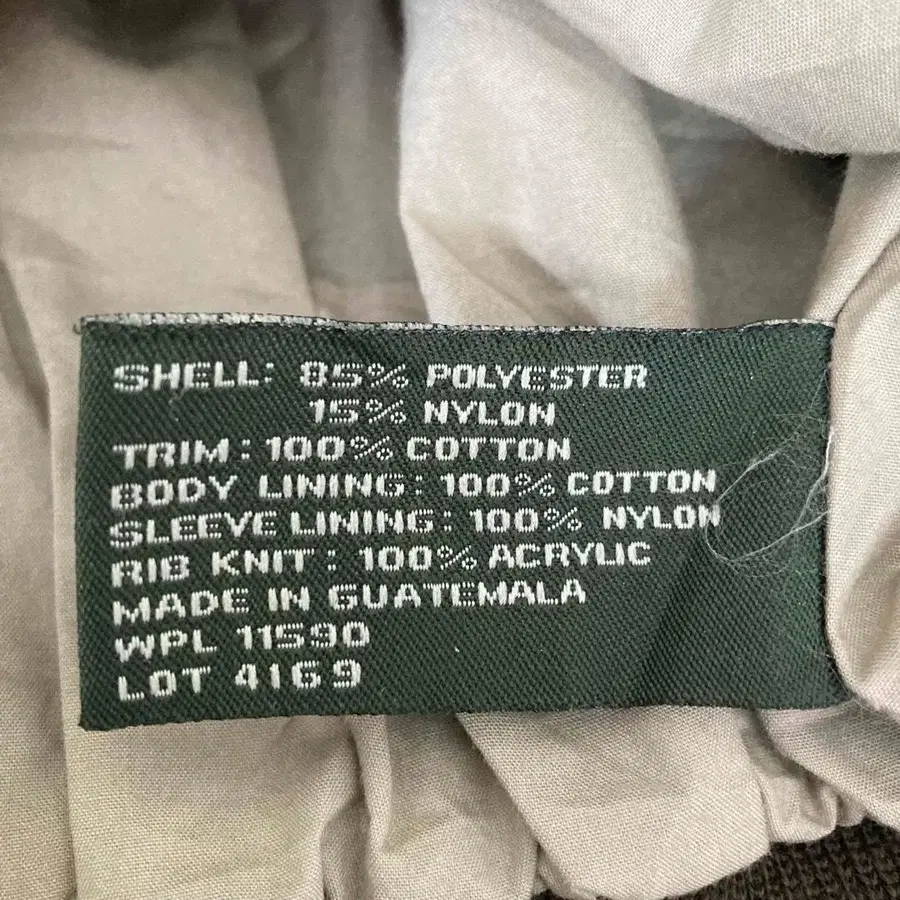 SHELL: 85% POLYESTER
15% NYLON
TRIM: 100% COTTON
BODY LINING: 100% COTTON
SLEEVE LINING: 100% NYLON
RIB KNIT: 100% ACRYLIC
MADE IN GUATEMALA
WPL 11590
LOT 4169